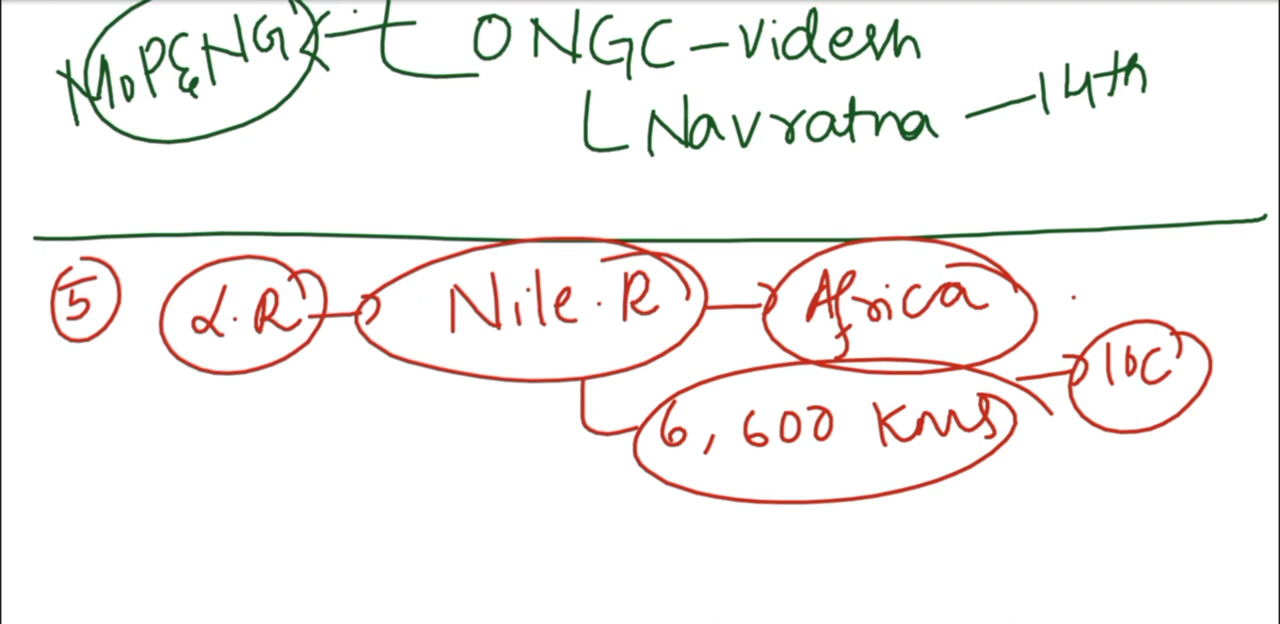 MoPENG ONGC-Videsh
Navratna - 14th
5 L.R Nile.R Africa
6,600 Kms 10C